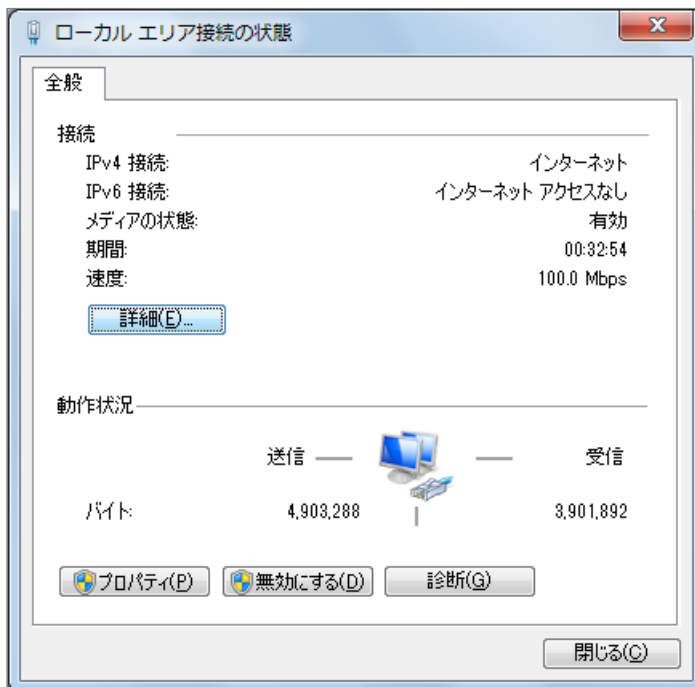 ローカル エリア接続の状態
全般
接続
IPv4 接続: インターネット
IPv6 接続: インターネット アクセスなし
メディアの状態: 有効
期間: 00:32:54
速度: 100.0 Mbps
詳細(E)...
動作状況
送信 受信
バイト: 4,903,288 3,901,892
プロパティ(P) 無効にする(D) 診断(G)
閉じる(C)